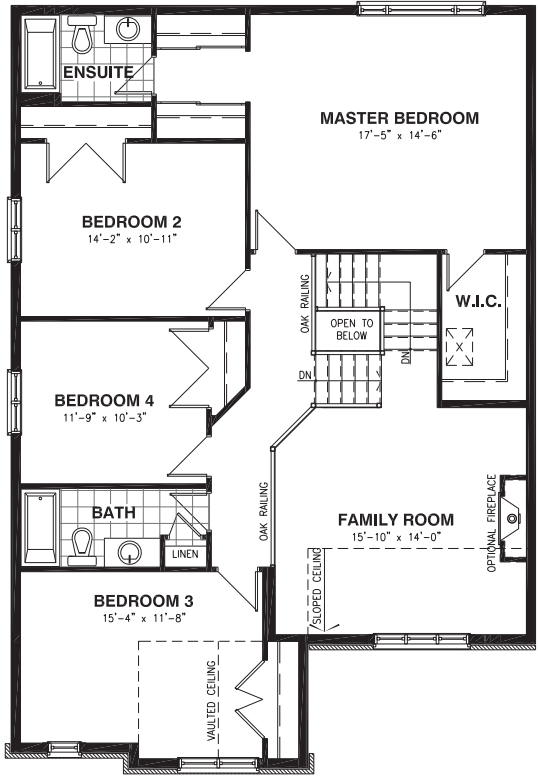 ENSUITE
MASTER BEDROOM
17'-5" x 14'-6"
BEDROOM 2
14'-2" x 10'-11"
OAK RAILING
OPEN TO
BELOW
DN
W.I.C.
DN
BEDROOM 4
11'-9" x 10'-3"
OAK RAILING
BATH
LINEN
FAMILY ROOM
15'-10" x 14'-0"
OPTIONAL FIREPLACE
SLOPED CEILING
BEDROOM 3
15'-4" x 11'-8"
VAULTED CEILING